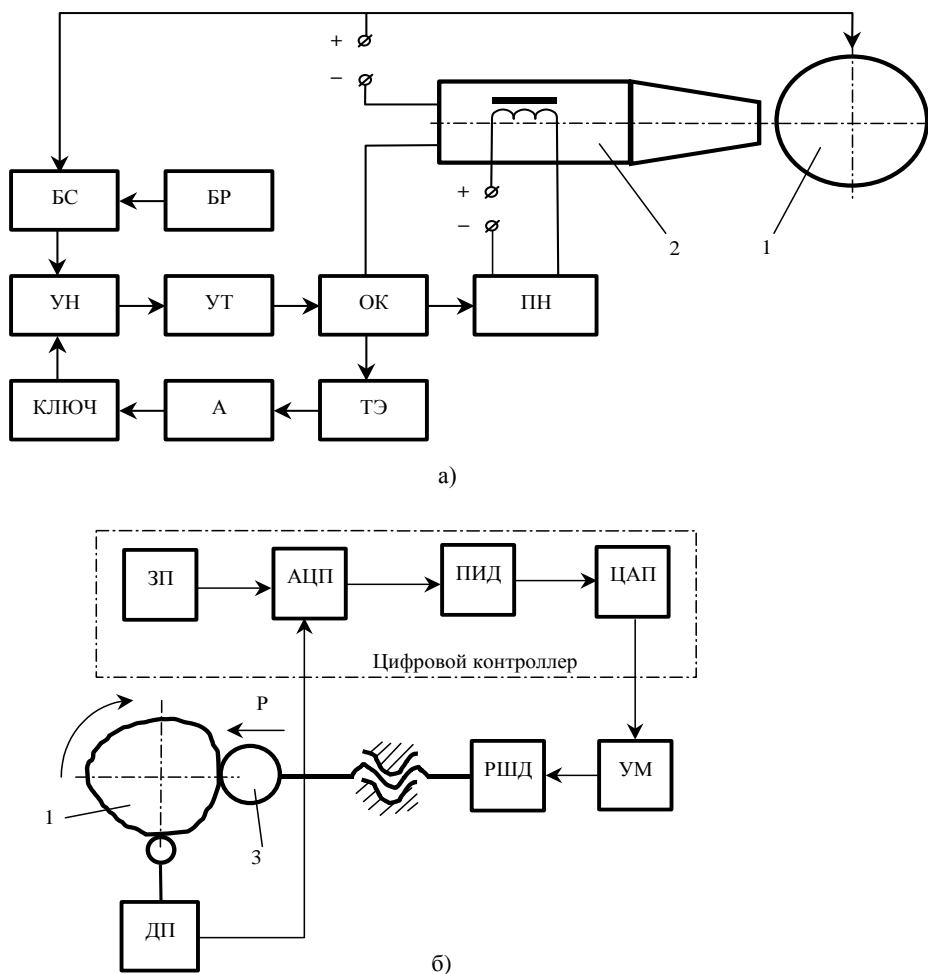 +
–
БС
БР
+
–
2
1
УН
УТ
ОК
ПН
КЛЮЧ
А
ТЭ
а)
ЗП
АЦП
ПИД
ЦАП
Цифровой контроллер
Р
РШД
УМ
1
3
ДП
б)